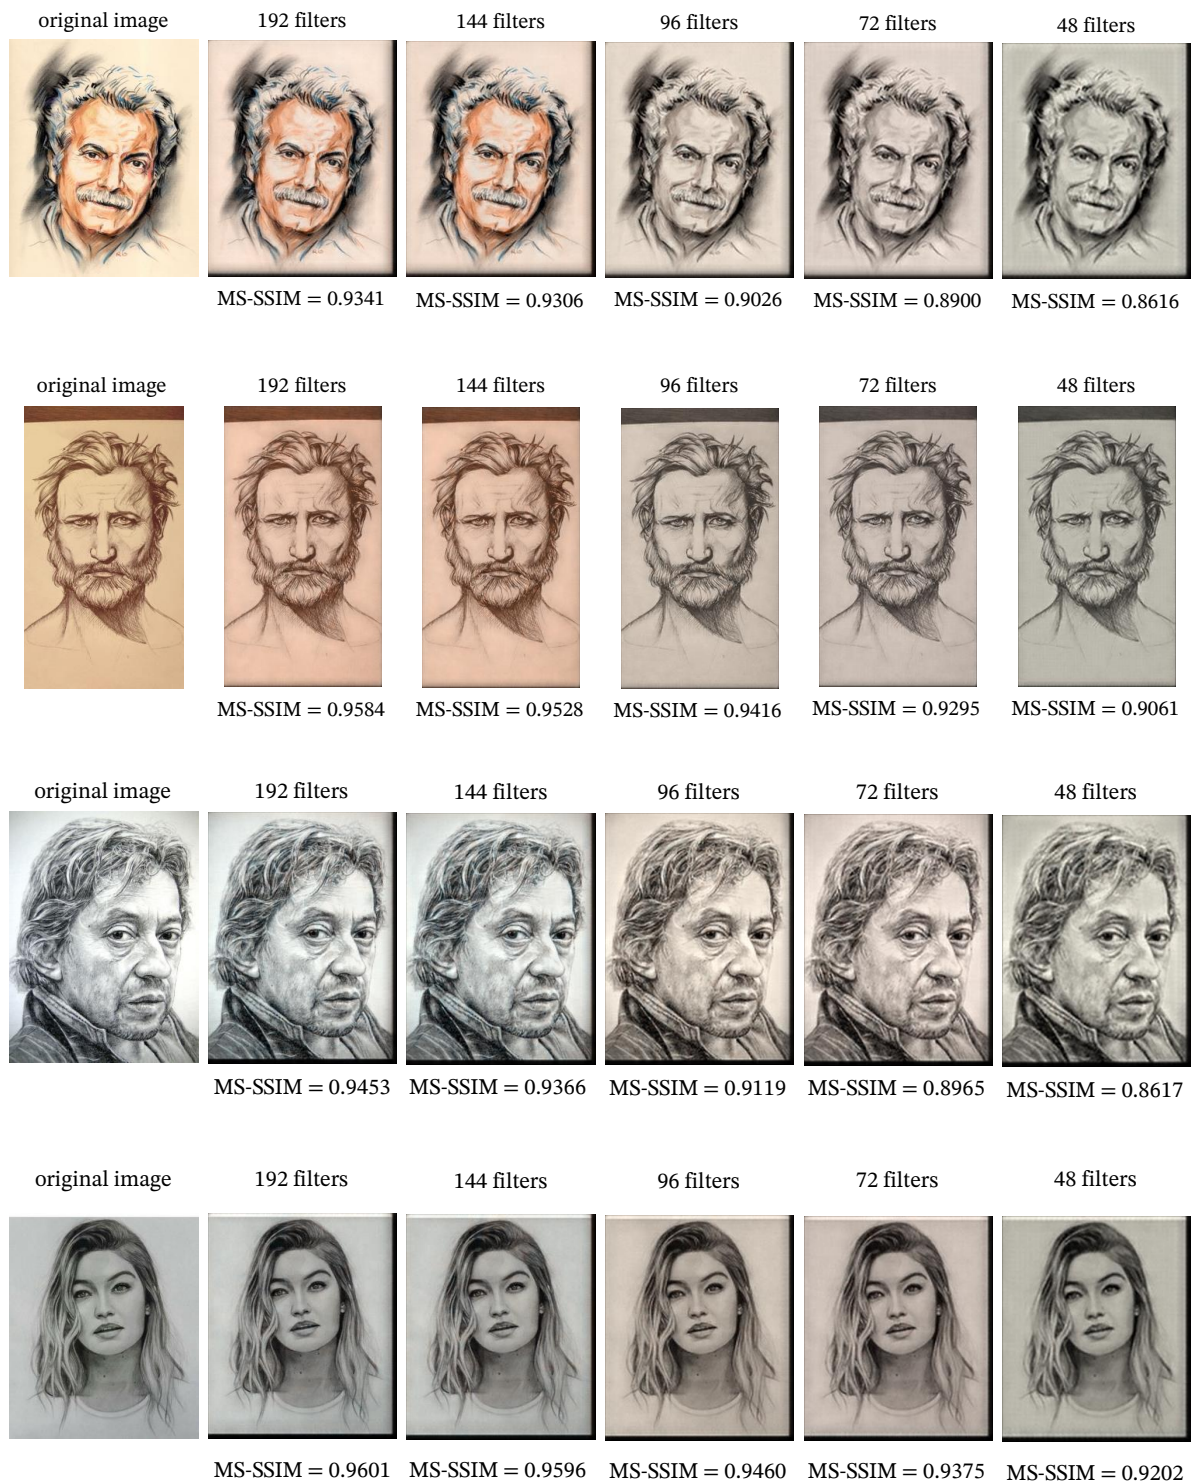 original image 192 filters 144 filters 96 filters 72 filters 48 filters
MS-SSIM = 0.9341 MS-SSIM = 0.9306 MS-SSIM = 0.9026 MS-SSIM = 0.8900 MS-SSIM = 0.8616
original image 192 filters 144 filters 96 filters 72 filters 48 filters
MS-SSIM = 0.9584 MS-SSIM = 0.9528 MS-SSIM = 0.9416 MS-SSIM = 0.9295 MS-SSIM = 0.9061
original image 192 filters 144 filters 96 filters 72 filters 48 filters
MS-SSIM = 0.9453 MS-SSIM = 0.9366 MS-SSIM = 0.9119 MS-SSIM = 0.8965 MS-SSIM = 0.8617
original image 192 filters 144 filters 96 filters 72 filters 48 filters
MS-SSIM = 0.9601 MS-SSIM = 0.9596 MS-SSIM = 0.9460 MS-SSIM = 0.9375 MS-SSIM = 0.9202